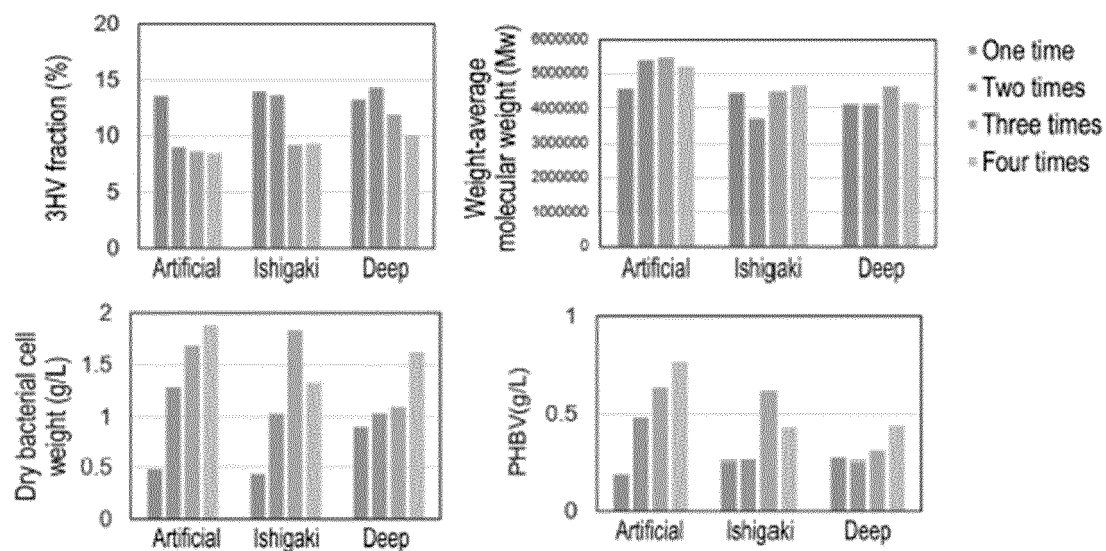 3HV fraction (%)
20
15
10
5
0
Artificial Ishigaki Deep
Weight-average
molecular weight (Mw)
6000000
5000000
4000000
3000000
2000000
1000000
0
Artificial Ishigaki Deep
One time
Two times
Three times
Four times
Dry bacterial cell
weight (g/L)
2
1.5
1
0.5
0
Artificial Ishigaki Deep
PHBV(g/L)
1
0.5
0
Artificial Ishigaki Deep